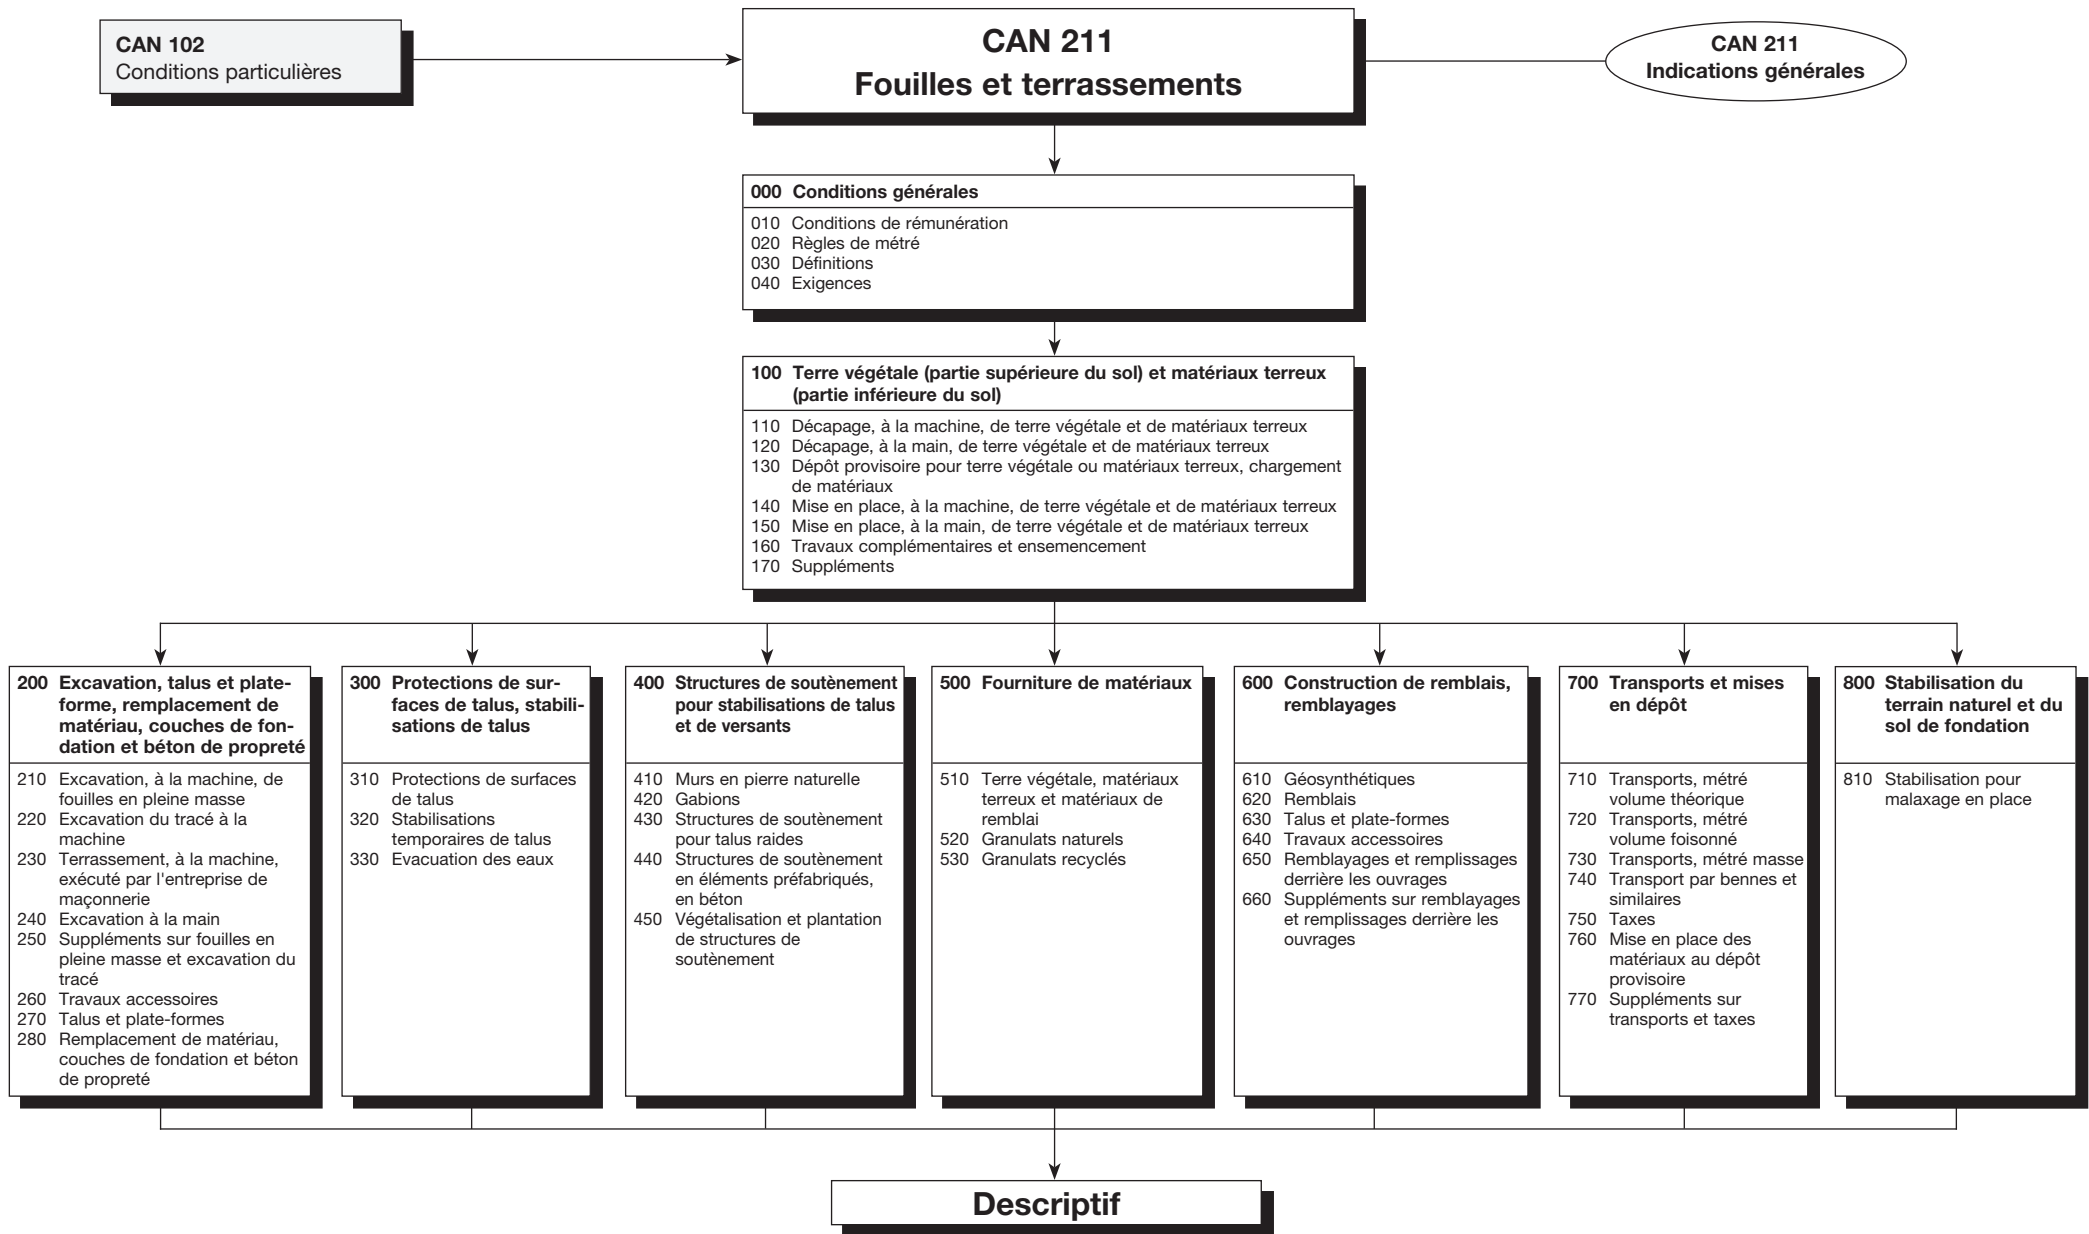 CAN 102
Conditions particulières
CAN 211
Fouilles et terrassements
CAN 211
Indications générales
000 Conditions générales
010 Conditions de rémunération
020 Règles de métré
030 Définitions
040 Exigences
100 Terre végétale (partie supérieure du sol) et matériaux terreux
(partie inférieure du sol)
110 Décapage, à la machine, de terre végétale et de matériaux terreux
120 Décapage, à la main, de terre végétale et de matériaux terreux
130 Dépôt provisoire pour terre végétale ou matériaux terreux, chargement
de matériaux
140 Mise en place, à la machine, de terre végétale et de matériaux terreux
150 Mise en place, à la main, de terre végétale et de matériaux terreux
160 Travaux complémentaires et ensemencement
170 Suppléments
200 Excavation, talus et plate-
forme, remplacement de
matériau, couches de fon-
dation et béton de propreté
210 Excavation, à la machine, de
fouilles en pleine masse
220 Excavation du tracé à la
machine
230 Terrassement, à la machine,
exécuté par l'entreprise de
maçonnerie
240 Excavation à la main
250 Suppléments sur fouilles en
pleine masse et excavation du
tracé
260 Travaux accessoires
270 Talus et plate-formes
280 Remplacement de matériau,
couches de fondation et béton
de propreté
300 Protections de sur-
faces de talus, stabili-
sations de talus
310 Protections de surfaces
de talus
320 Stabilisations
temporaires de talus
330 Evacuation des eaux
400 Structures de soutènement
pour stabilisations de talus
et de versants
410 Murs en pierre naturelle
420 Gabions
430 Structures de soutènement
pour talus raides
440 Structures de soutènement
en éléments préfabriqués,
en béton
450 Végétalisation et plantation
de structures de
soutènement
500 Fourniture de matériaux
510 Terre végétale, matériaux
terreux et matériaux de
remblai
520 Granulats naturels
530 Granulats recyclés
600 Construction de remblais,
remblayages
610 Géosynthétiques
620 Remblais
630 Talus et plate-formes
640 Travaux accessoires
650 Remblayages et remplissages
derrière les ouvrages
660 Suppléments sur remblayages
et remplissages derrière les
ouvrages
700 Transports et mises
en dépôt
710 Transports, métré
volume théorique
720 Transports, métré
volume foisonné
730 Transports, métré masse
740 Transport par bennes et
similaires
750 Taxes
760 Mise en place des
matériaux au dépôt
provisoire
770 Suppléments sur
transports et taxes
800 Stabilisation du
terrain naturel et du
sol de fondation
810 Stabilisation pour
malaxage en place
Descriptif